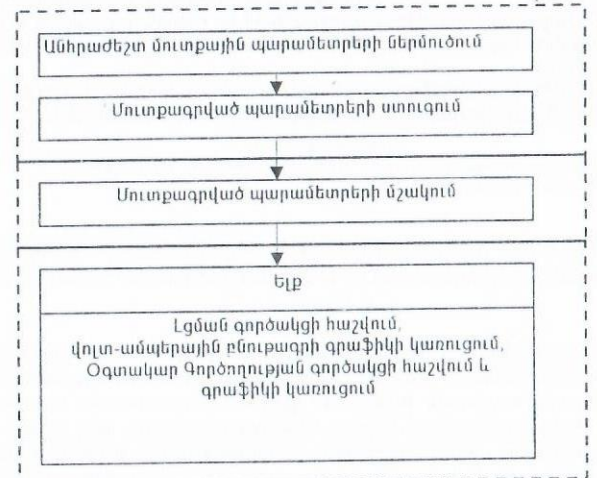 Անհրաժեշտ մուտքային պարամետրերի ներմուծում
Մուտքագրված պարամետրերի ստուգում
Մուտքագրված պարամետրերի մշակում
Ելք
Լցման գործակցի հաշվում,
վոլտ-ամպերային բնութագրի գրաֆիկի կառուցում,
Օգտակար Գործողության գործակցի հաշվում և
գրաֆիկի կառուցում